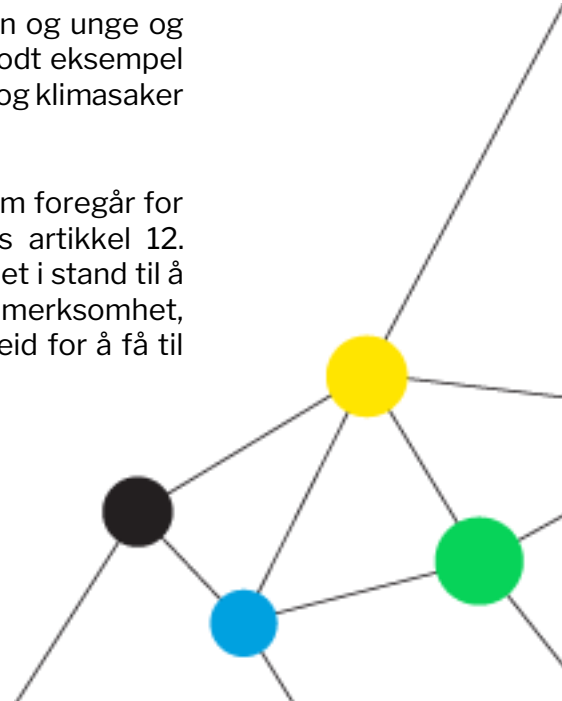 n og unge og
odt eksempel
og klimasaker
m foregår for
s artikkel 12.
et i stand til å
merksomhet,
eid for å få til